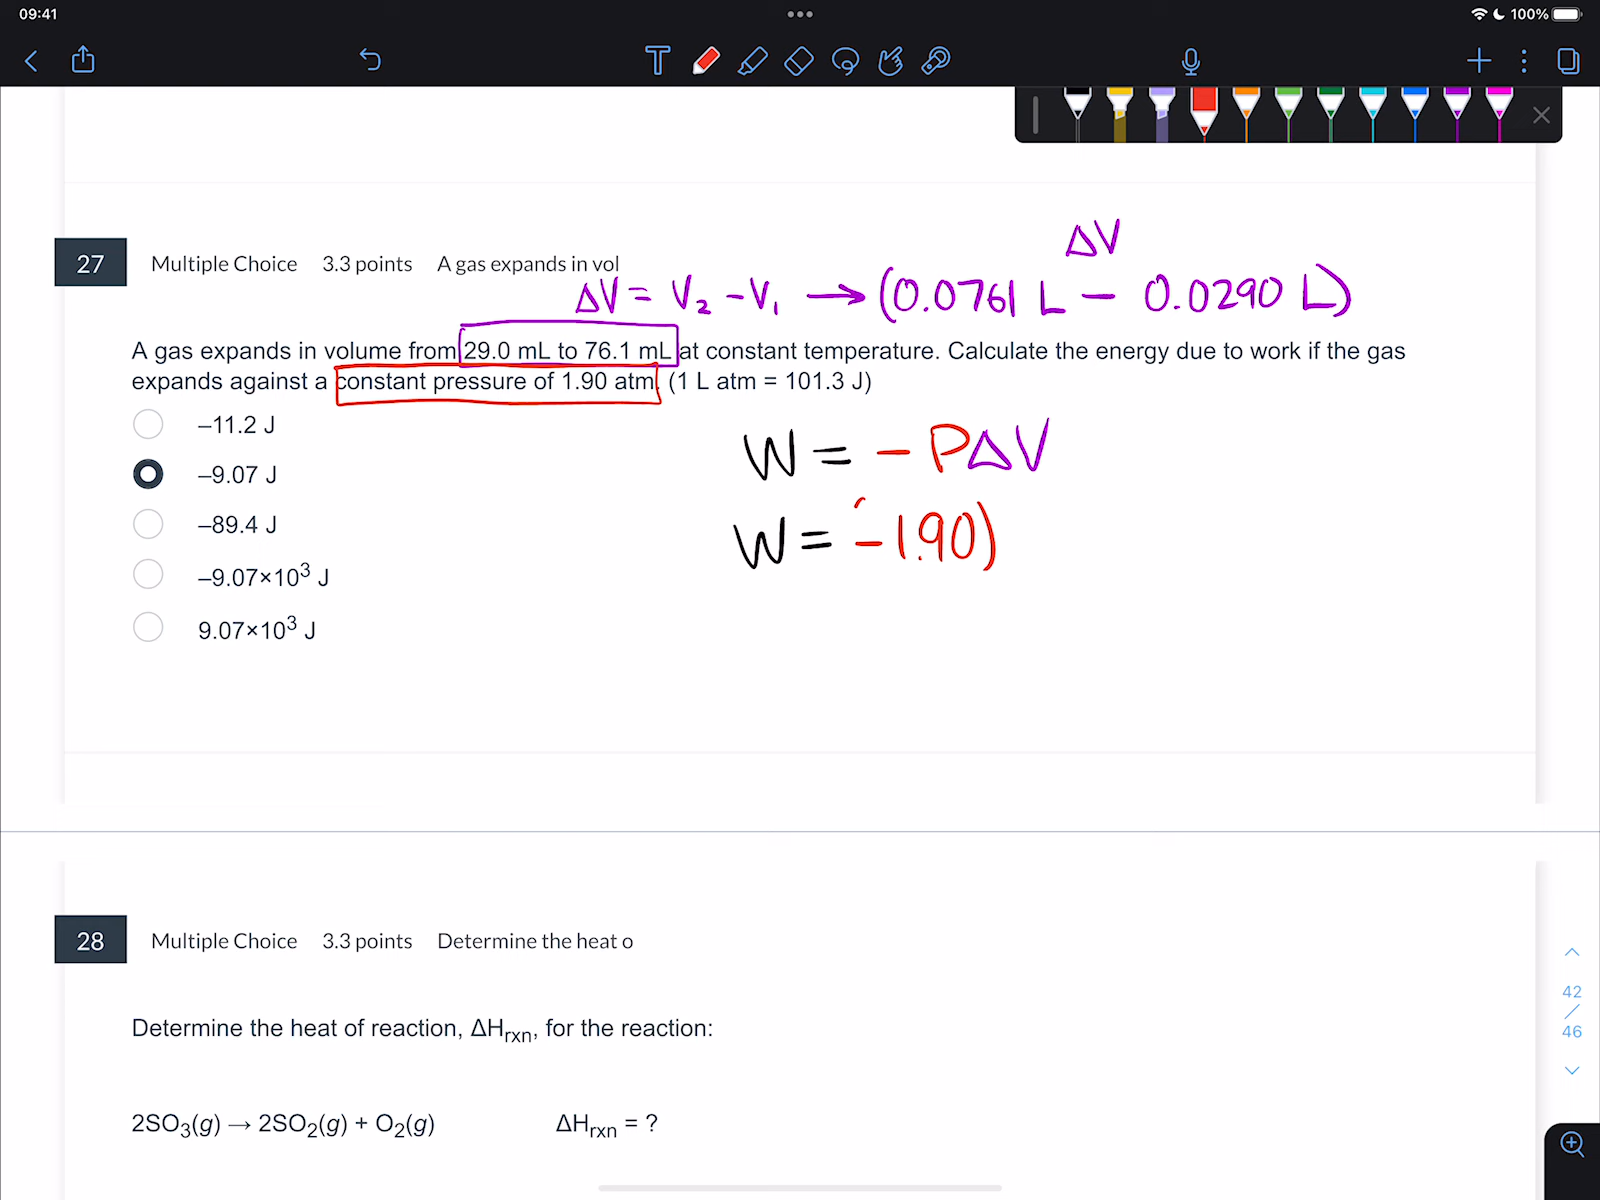 09:41
100%
ΔV
27 Multiple Choice 3.3 points A gas expands in vol
ΔV = V₂ - V₁ → (0.0761 L - 0.0290 L)
A gas expands in volume from 29.0 mL to 76.1 mL at constant temperature. Calculate the energy due to work if the gas
expands against a constant pressure of 1.90 atm. (1 L atm = 101.3 J)
–11.2 J
–9.07 J
–89.4 J
–9.07×10³ J
9.07×10³ J
W = - PΔV
W = (-1.90)
28 Multiple Choice 3.3 points Determine the heat o
Determine the heat of reaction, ΔHrxn, for the reaction:
2SO₃(g) → 2SO₂(g) + O₂(g) ΔHrxn = ?
42
/
46